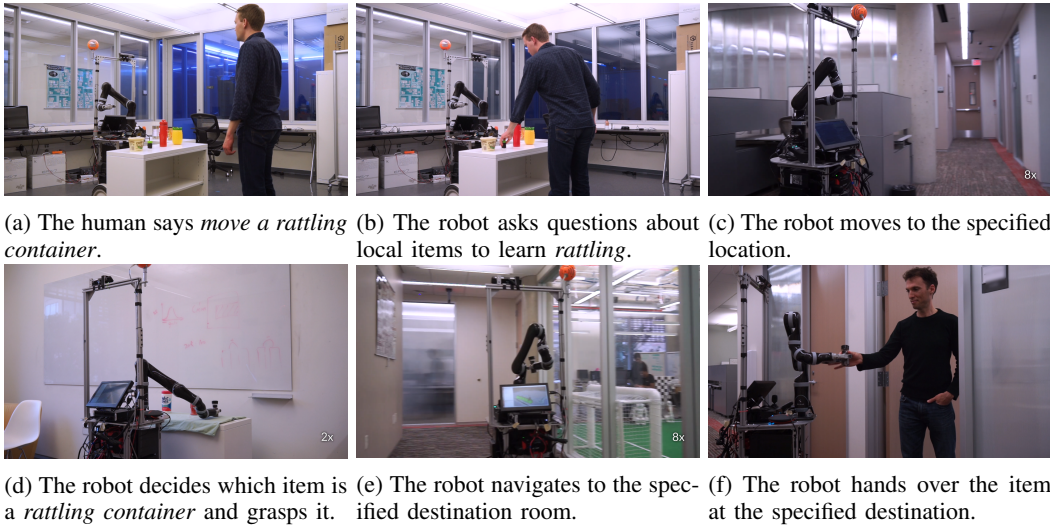 8x
(a) The human says move a rattling container.
(b) The robot asks questions about local items to learn rattling.
(c) The robot moves to the specified location.
2x
8x
(d) The robot decides which item is a rattling container and grasps it.
(e) The robot navigates to the spec-
ified destination room.
(f) The robot hands over the item at the specified destination.